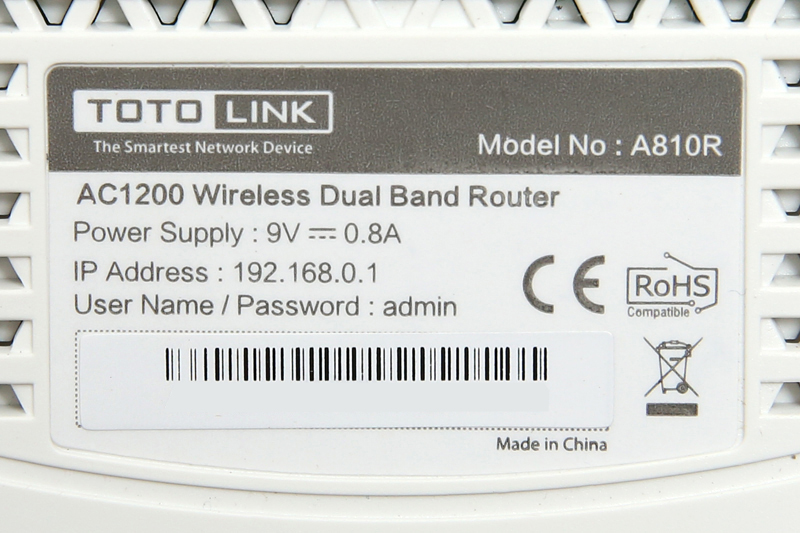 TOTO LINK
The Smartest Network Device
Model No : A810R
AC1200 Wireless Dual Band Router
Power Supply : 9V ⎓ 0.8A
IP Address : 192.168.0.1
User Name / Password : admin
CE
RoHS
Compatible
Made in China